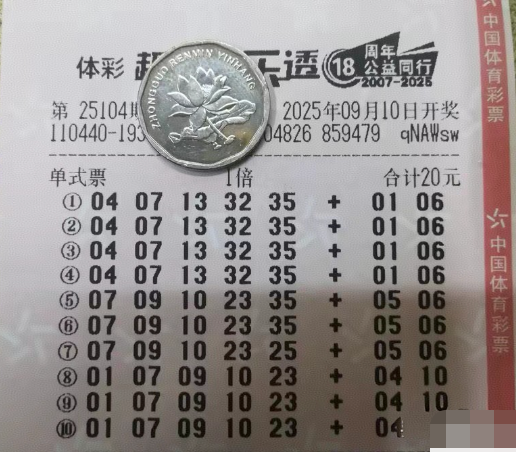 体彩 超 乐透 18 周年 公益同行 2007-2025
第 25104期 2025年09月10日开奖
110440-193 04826 859479 qNAWsw
单式票 1倍 合计20元
① 04 07 13 32 35 + 01 06
② 04 07 13 32 35 + 01 06
③ 04 07 13 32 35 + 01 06
④ 04 07 13 32 35 + 01 06
⑤ 07 09 10 23 35 + 05 06
⑥ 07 09 10 23 35 + 05 06
⑦ 07 09 10 23 25 + 05 06
⑧ 01 07 09 10 23 + 04 10
⑨ 01 07 09 10 23 + 04 10
⑩ 01 07 09 10 23 + 04
ZHONGGUO RENMIN YINHANG
中国体育彩票
中国体育彩票